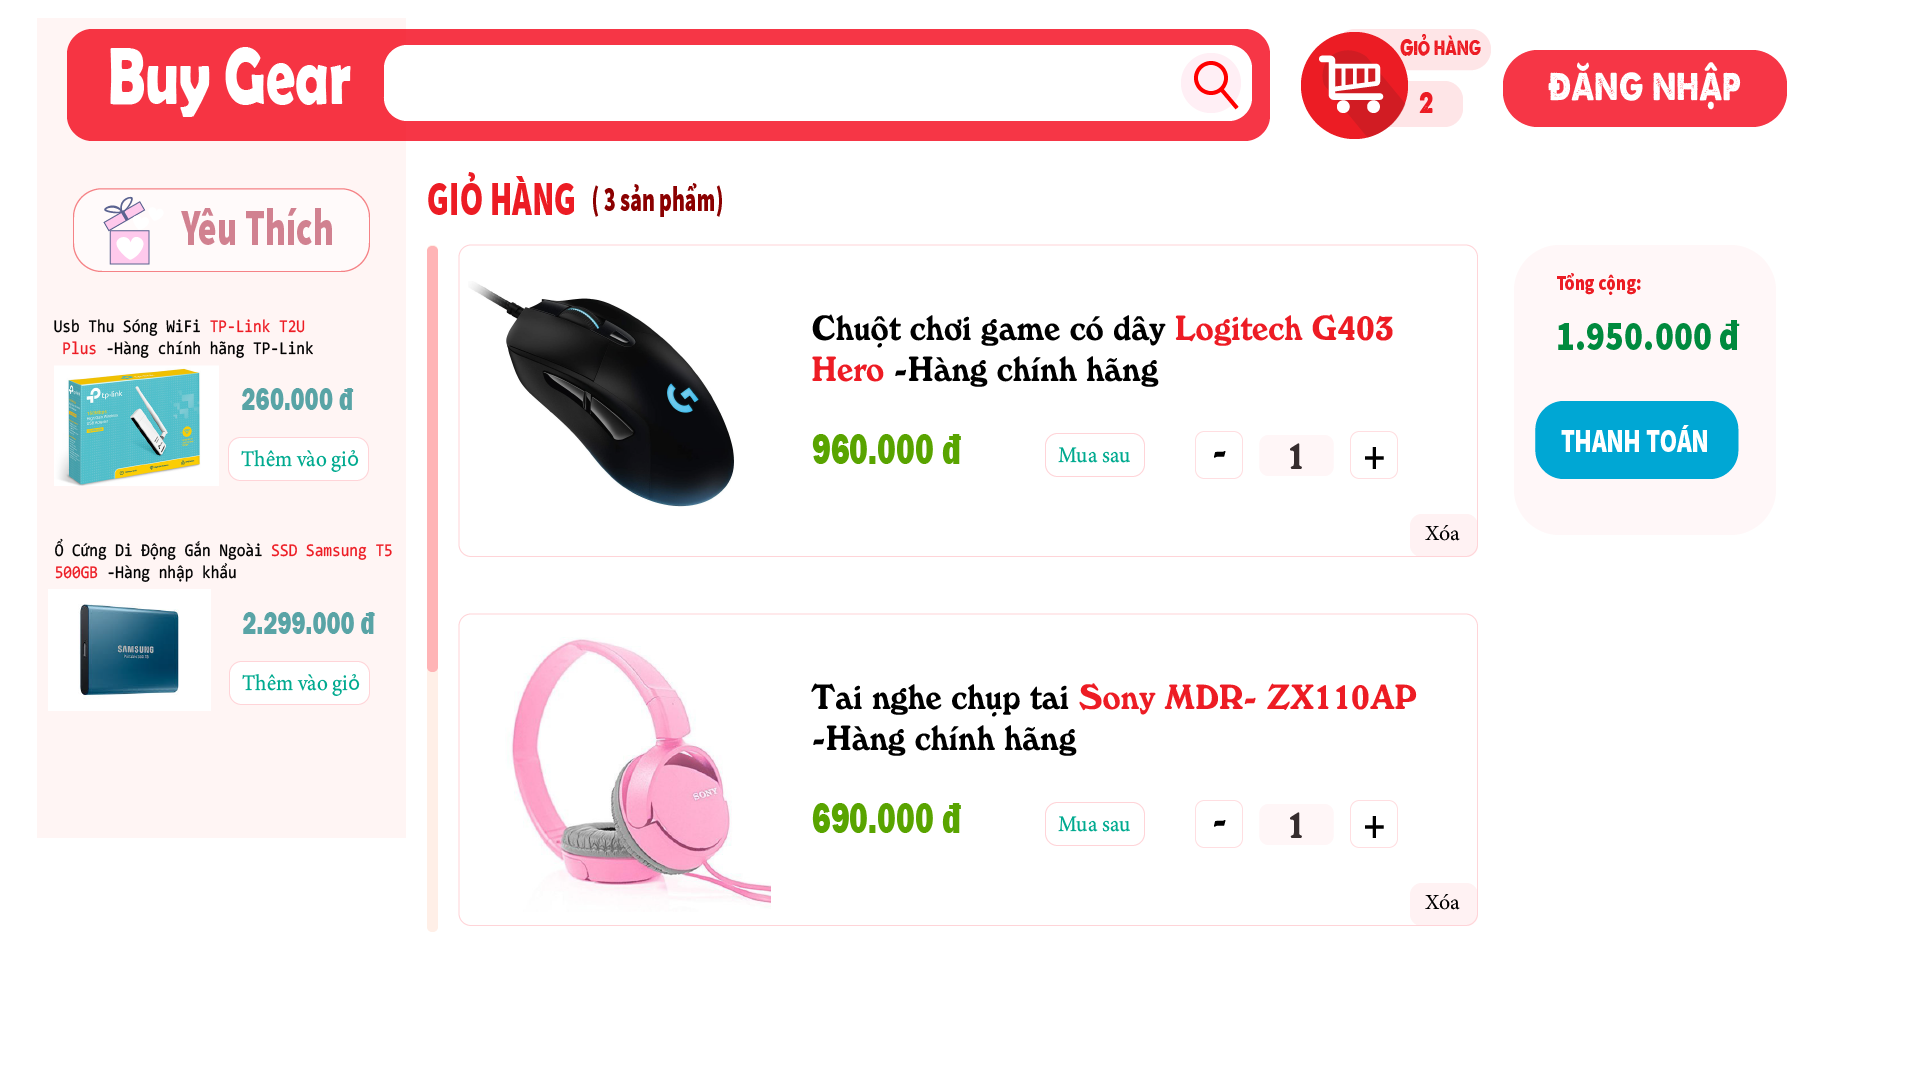 Buy Gear
GIỎ HÀNG
2
ĐĂNG NHẬP
Yêu Thích
Usb Thu Sóng WiFi TP-Link T2U
Plus -Hàng chính hãng TP-Link
tp-link
260.000 đ
Thêm vào giỏ
Ổ Cứng Di Động Gắn Ngoài SSD Samsung T5
500GB -Hàng nhập khẩu
SAMSUNG
2.299.000 đ
Thêm vào giỏ
GIỎ HÀNG ( 3 sản phẩm)
Chuột chơi game có dây Logitech G403
Hero -Hàng chính hãng
960.000 đ
Mua sau
- 1 +
Xóa
Tai nghe chụp tai Sony MDR- ZX110AP
-Hàng chính hãng
SONY
690.000 đ
Mua sau
- 1 +
Xóa
Tổng cộng:
1.950.000 đ
THANH TOÁN